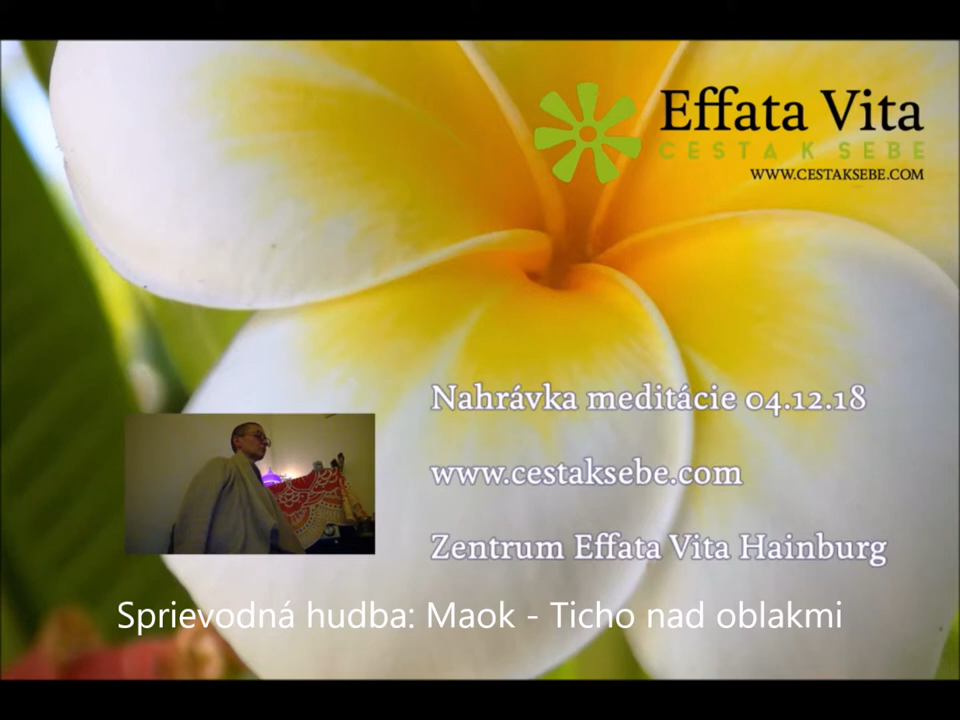 Effata Vita
CESTA K SEBE
WWW.CESTAKSEBE.COM
Nahrávka meditácie 04.12.18
www.cestaksebe.com
Zentrum Effata Vita Hainburg
Sprievodná hudba: Maok - Ticho nad oblakmi